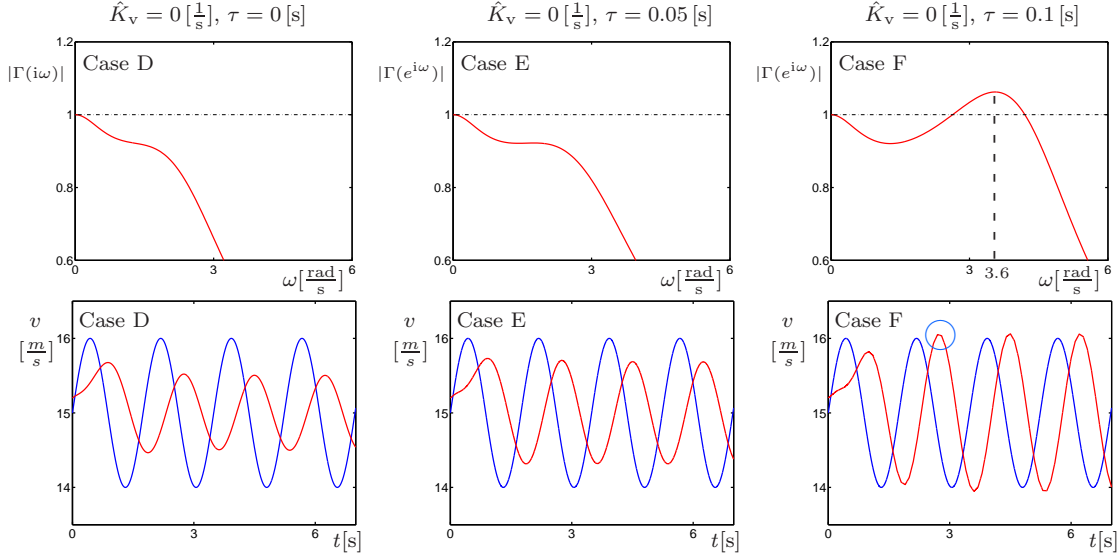 K̂_v = 0 [1/s], τ = 0 [s]
K̂_v = 0 [1/s], τ = 0.05 [s]
K̂_v = 0 [1/s], τ = 0.1 [s]
1.2
|Γ(iω)|
Case D
1
0.8
0.6
0
3
6
ω[rad/s]
1.2
|Γ(e^{iω})|
Case E
1
0.8
0.6
0
3
6
ω[rad/s]
1.2
|Γ(e^{iω})|
Case F
1
0.8
0.6
0
3
3.6
6
ω[rad/s]
v
[m/s]
Case D
16
15
14
0
3
6
t[s]
v
[m/s]
Case E
16
15
14
0
3
6
t[s]
v
[m/s]
Case F
16
15
14
0
3
6
t[s]